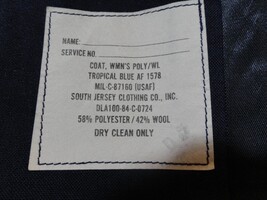 NAME:
SERVICE NO.
COAT, WMN'S POLY/WL
TROPICAL BLUE AF 1578
MIL-C-87160 (USAF)
SOUTH JERSEY CLOTHING CO., INC.
DLA100-84-C-0724
58% POLYESTER / 42% WOOL
DRY CLEAN ONLY